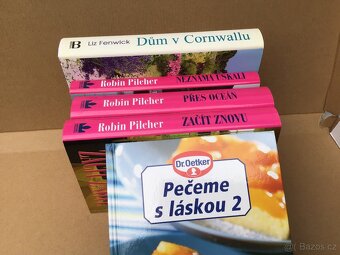 B Liz Fenwick Dům v Cornwallu
Robin Pilcher NEZNÁMÁ ÚSKALÍ
Robin Pilcher PŘES OCEÁN
Robin Pilcher ZAČÍT ZNOVU
Dr.Oetker
Pečeme
s láskou 2
Bazos.cz